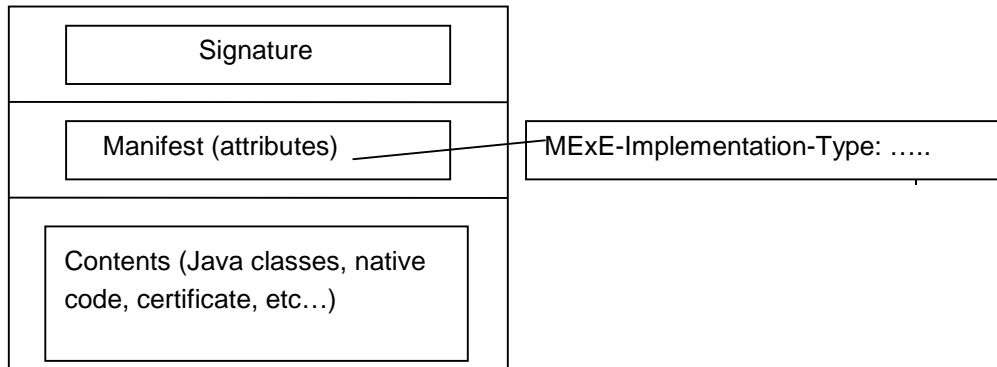 Signature
Manifest (attributes)
MExE-Implementation-Type: …..
Contents (Java classes, native
code, certificate, etc…)